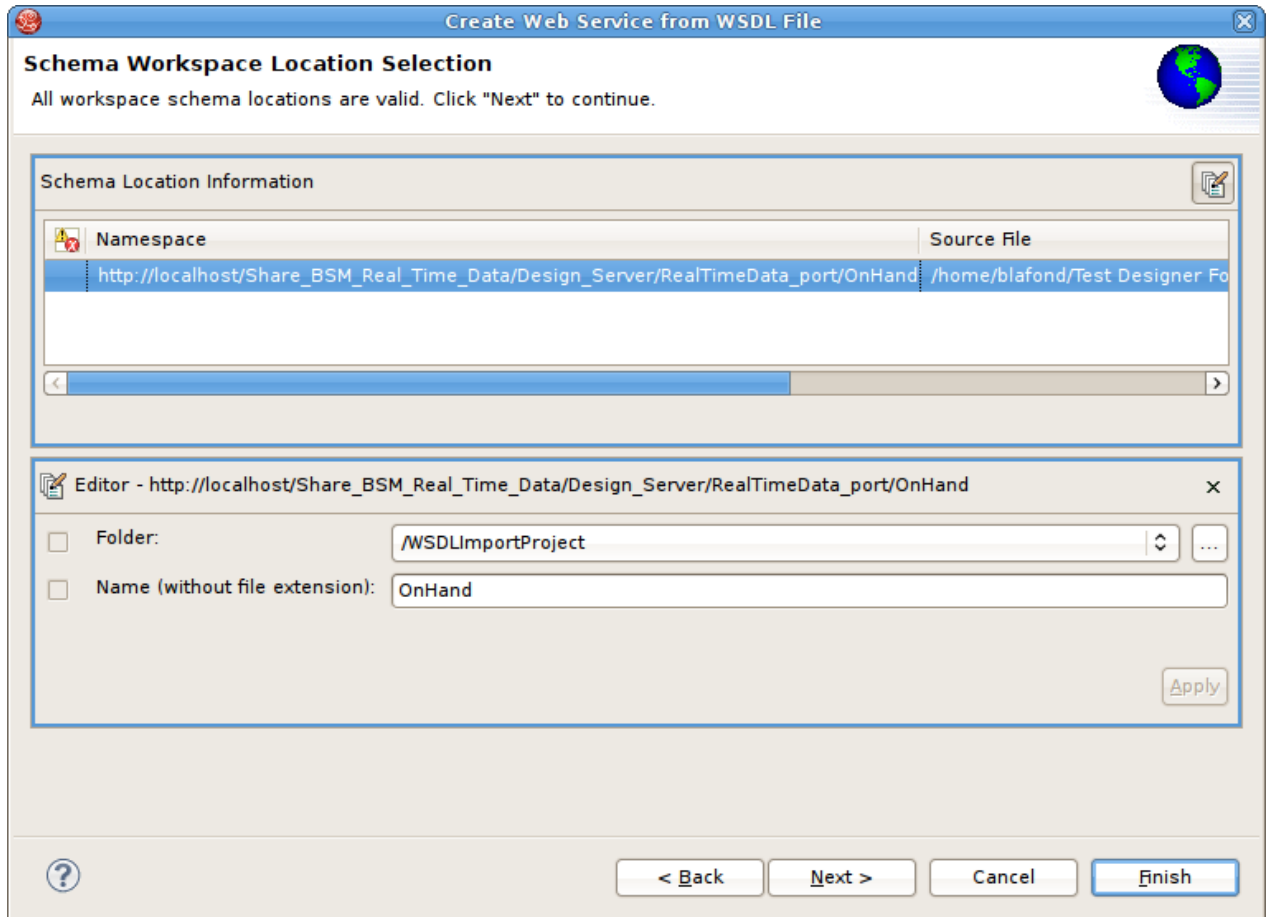 Create Web Service from WSDL File
Schema Workspace Location Selection
All workspace schema locations are valid. Click "Next" to continue.
Schema Location Information
Namespace Source File
http://localhost/Share_BSM_Real_Time_Data/Design_Server/RealTimeData_port/OnHand /home/blafond/Test Designer Fo
Editor - http://localhost/Share_BSM_Real_Time_Data/Design_Server/RealTimeData_port/OnHand
Folder: /WSDLImportProject ...
Name (without file extension): OnHand
Apply
< Back Next > Cancel Finish